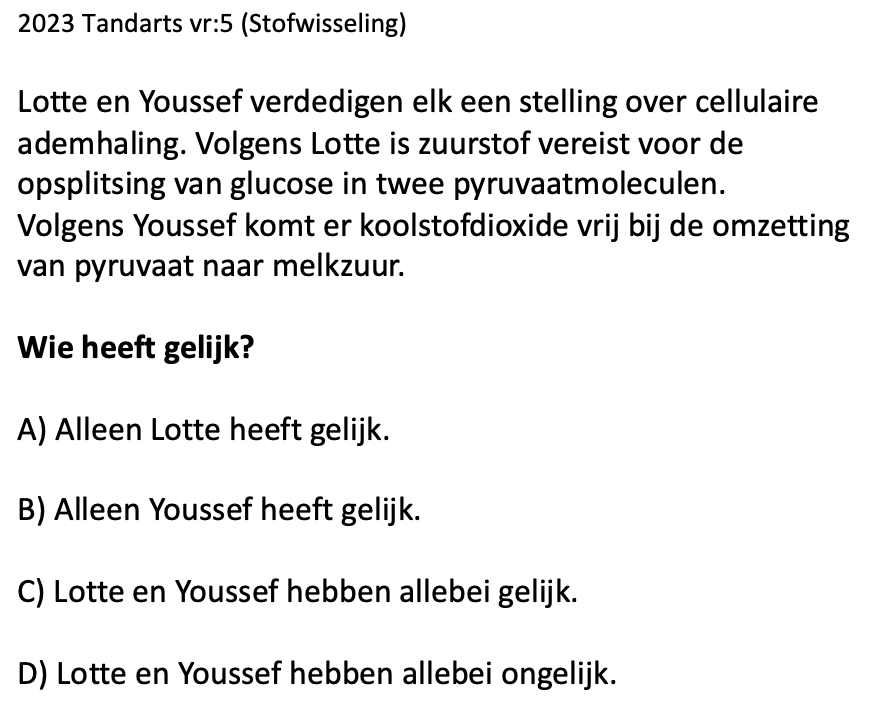 2023 Tandarts vr:5 (Stofwisseling)
Lotte en Youssef verdedigen elk een stelling over cellulaire
ademhaling. Volgens Lotte is zuurstof vereist voor de
opsplitsing van glucose in twee pyruvaatmoleculen.
Volgens Youssef komt er koolstofdioxide vrij bij de omzetting
van pyruvaat naar melkzuur.
Wie heeft gelijk?
A) Alleen Lotte heeft gelijk.
B) Alleen Youssef heeft gelijk.
C) Lotte en Youssef hebben allebei gelijk.
D) Lotte en Youssef hebben allebei ongelijk.